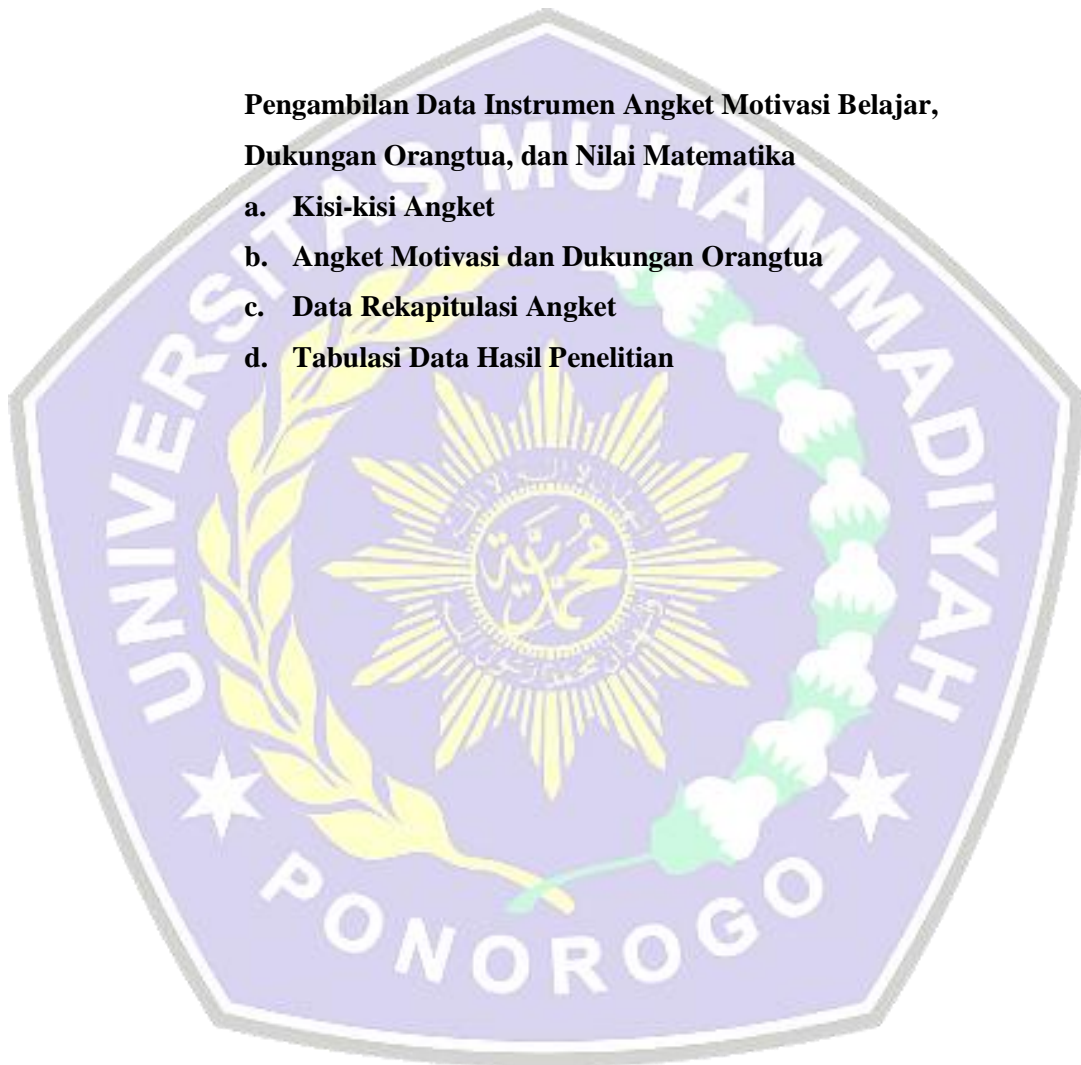 Pengambilan Data Instrumen Angket Motivasi Belajar,
Dukungan Orangtua, dan Nilai Matematika
a. Kisi-kisi Angket
b. Angket Motivasi dan Dukungan Orangtua
c. Data Rekapitulasi Angket
d. Tabulasi Data Hasil Penelitian
UNIVERSITAS MUHAMMADIYAH
PONOROGO